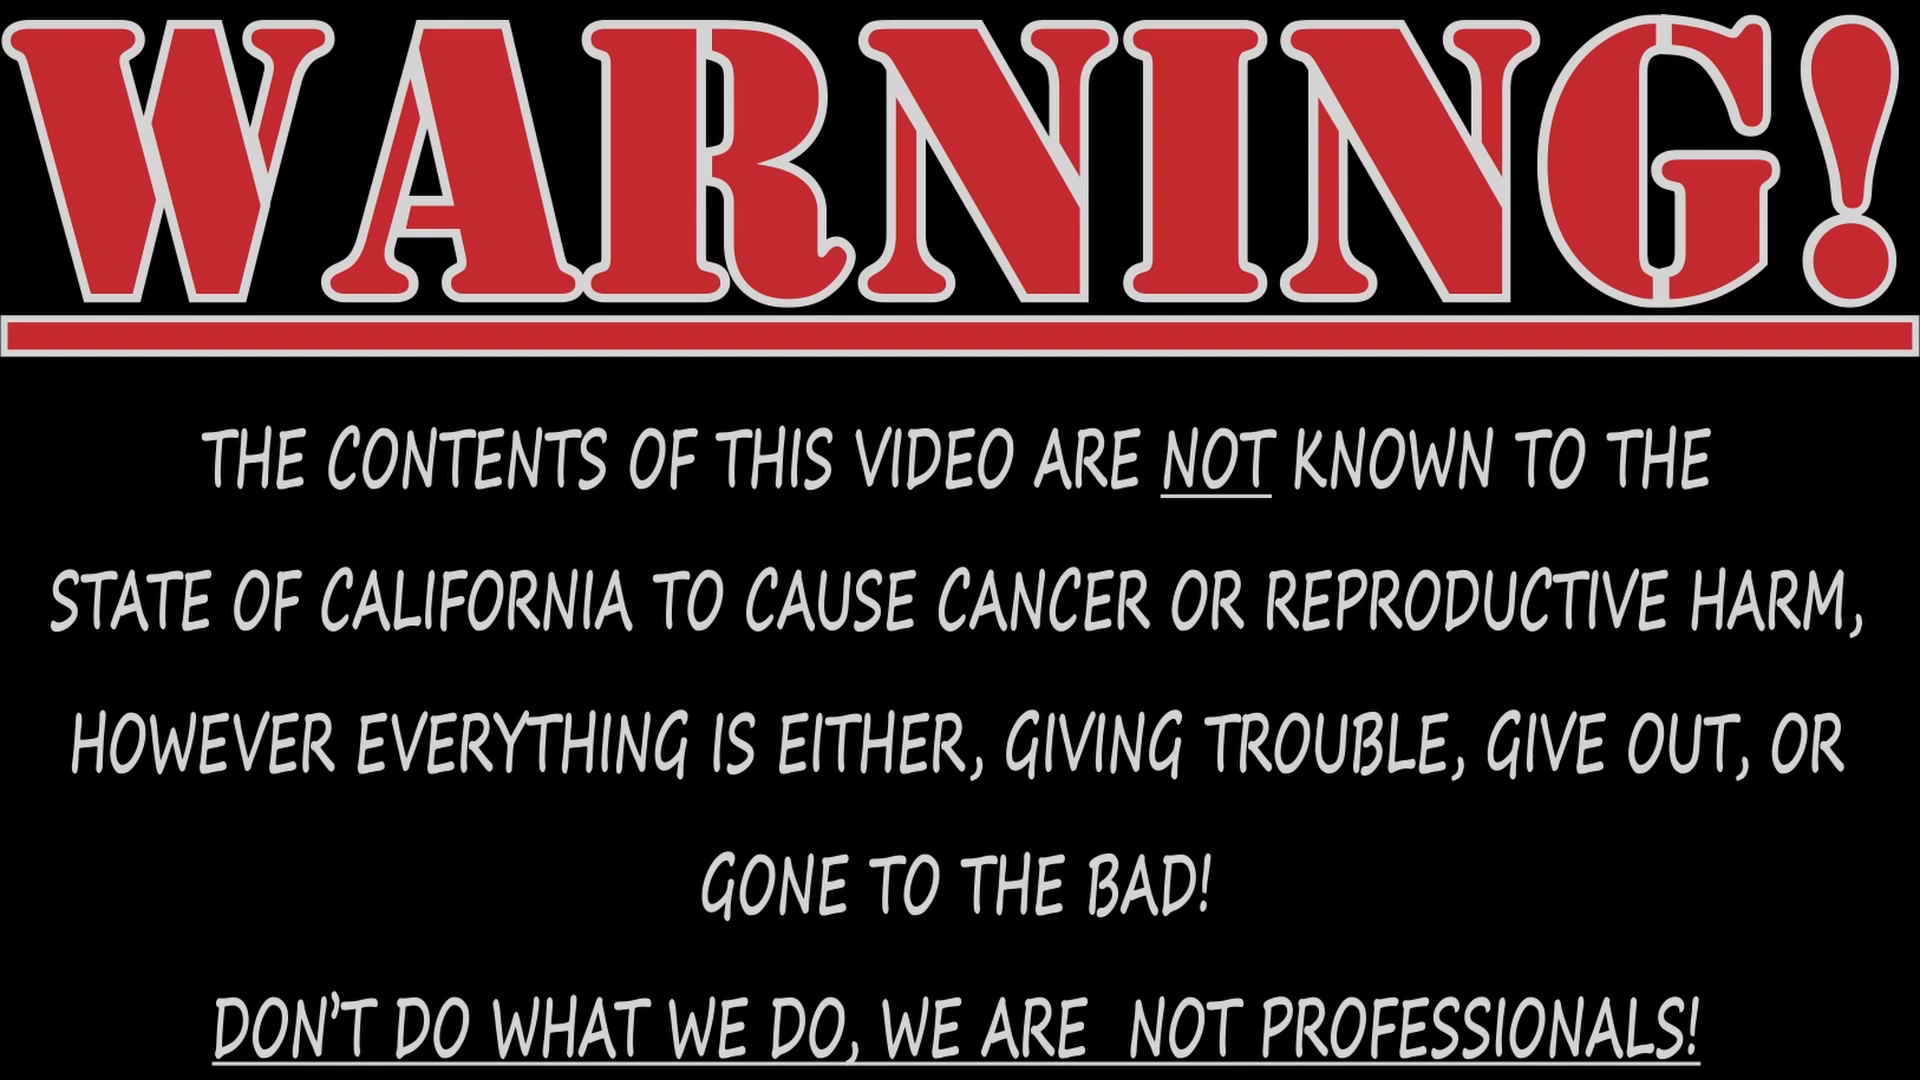 WARNING!
THE CONTENTS OF THIS VIDEO ARE NOT KNOWN TO THE
STATE OF CALIFORNIA TO CAUSE CANCER OR REPRODUCTIVE HARM,
HOWEVER EVERYTHING IS EITHER, GIVING TROUBLE, GIVE OUT, OR
GONE TO THE BAD!
DON'T DO WHAT WE DO, WE ARE  NOT PROFESSIONALS!